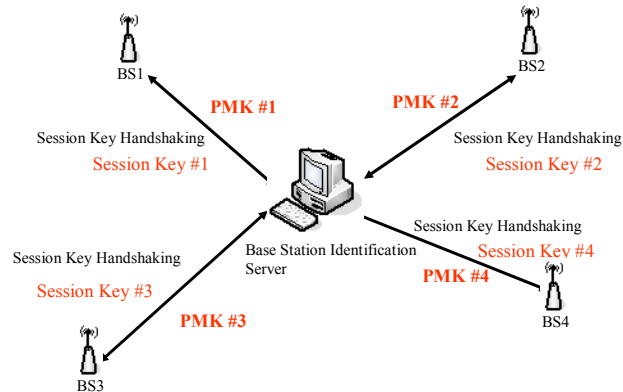 BS1
BS2
PMK #1
PMK #2
Session Key Handshaking
Session Key #1
Session Key Handshaking
Session Key #2
Base Station Identification
Server
Session Key Handshaking
Session Key #4
PMK #4
BS4
Session Key Handshaking
Session Key #3
PMK #3
BS3